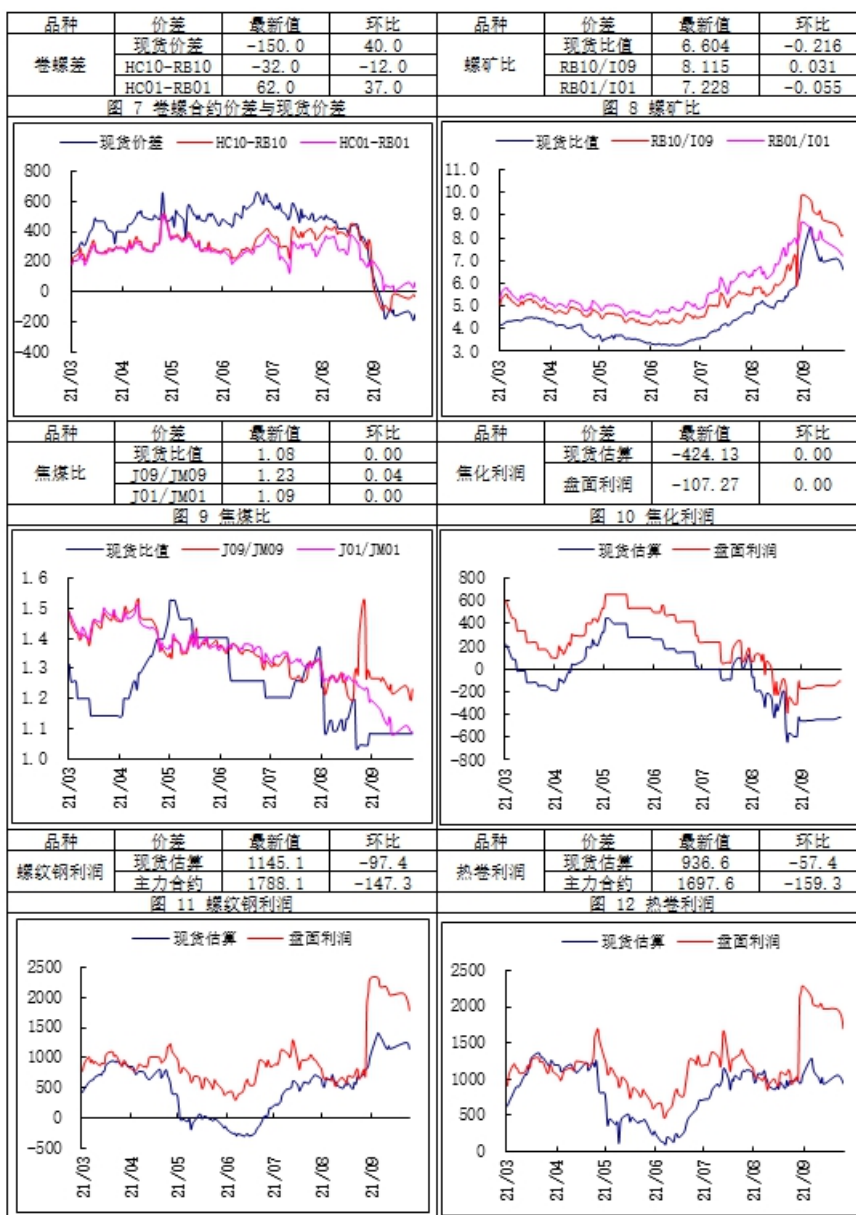 品种 价差 最新值 环比 品种 价差 最新值 环比
卷螺差 现货价差 -150.0 40.0 螺矿比 现货比值 6.604 -0.216
HC10-RB10 -32.0 -12.0 RB10/I09 8.115 0.031
HC01-RB01 62.0 37.0 RB01/I01 7.228 -0.055
图 7 卷螺合约价差与现货价差 图 8 螺矿比
现货价差 HC10-RB10 HC01-RB01
800
600
400
200
0
-200
-400
21/03 21/04 21/05 21/06 21/07 21/08 21/09
现货比值 RB10/I09 RB01/I01
11.0
10.0
9.0
8.0
7.0
6.0
5.0
4.0
3.0
21/03 21/04 21/05 21/06 21/07 21/08 21/09
品种 价差 最新值 环比 品种 价差 最新值 环比
焦煤比 现货比值 1.08 0.00 焦化利润 现货估算 -424.13 0.00
J09/JM09 1.23 0.04 盘面利润 -107.27 0.00
J01/JM01 1.09 0.00
图 9 焦煤比 图 10 焦化利润
现货比值 J09/JM09 J01/JM01
1.6
1.5
1.4
1.3
1.2
1.1
1.0
21/03 21/04 21/05 21/06 21/07 21/08 21/09
现货估算 盘面利润
800
600
400
200
0
-200
-400
-600
-800
21/03 21/04 21/05 21/06 21/07 21/08 21/09
品种 价差 最新值 环比 品种 价差 最新值 环比
螺纹钢利润 现货估算 1145.1 -97.4 热卷利润 现货估算 936.6 -57.4
主力合约 1788.1 -147.3 主力合约 1697.6 -159.3
图 11 螺纹钢利润 图 12 热卷利润
现货估算 盘面利润
2500
2000
1500
1000
500
0
-500
21/03 21/04 21/05 21/06 21/07 21/08 21/09
现货估算 盘面利润
2500
2000
1500
1000
500
0
21/03 21/04 21/05 21/06 21/07 21/08 21/09